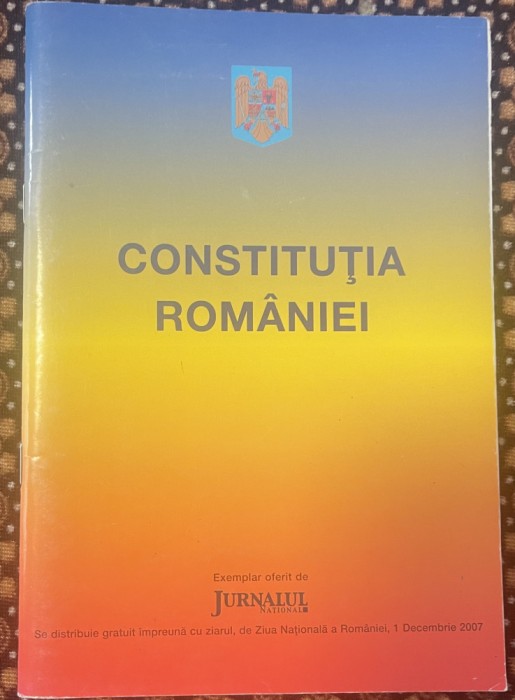 CONSTITUŢIA
ROMÂNIEI
Exemplar oferit de
JURNALUL
NAȚIONAL
Se distribuie gratuit împreună cu ziarul, de Ziua Naţională a României, 1 Decembrie 2007